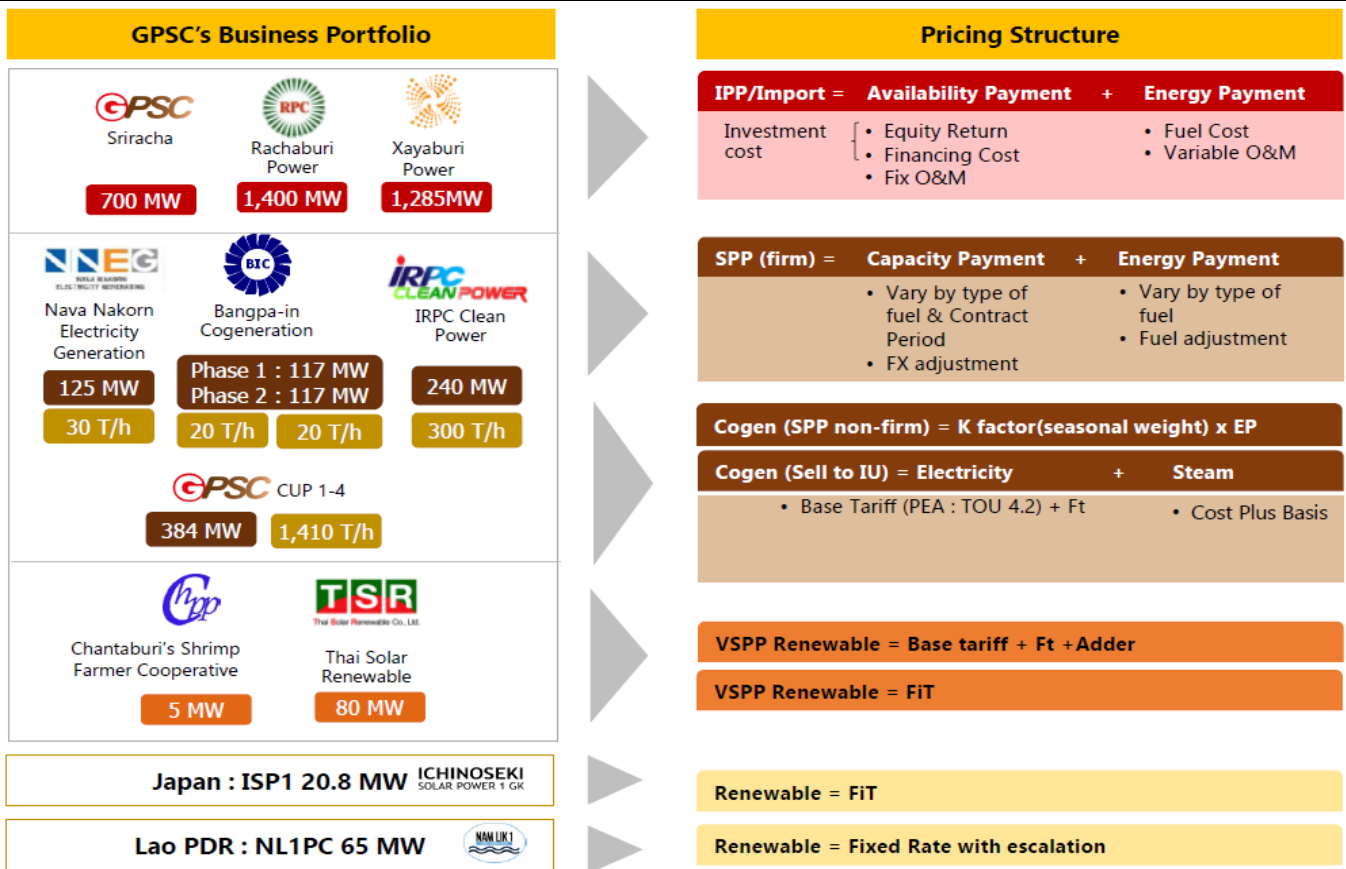 GPSC's Business Portfolio
Pricing Structure
GPSC
Sriracha
700 MW
RPC
Rachaburi
Power
1,400 MW
Xayaburi
Power
1,285MW
IPP/Import = Availability Payment + Energy Payment
Investment
cost
• Equity Return
• Financing Cost
• Fix O&M
• Fuel Cost
• Variable O&M
NNEG
NAVA NAKORN
ELECTRICITY GENERATING
Nava Nakorn
Electricity
Generation
125 MW
30 T/h
BIC
Bangpa-in
Cogeneration
Phase 1 : 117 MW
Phase 2 : 117 MW
20 T/h
20 T/h
IRPC
CLEAN POWER
IRPC Clean
Power
240 MW
300 T/h
GPSC CUP 1-4
384 MW
1,410 T/h
SPP (firm) = Capacity Payment + Energy Payment
• Vary by type of
fuel & Contract
Period
• FX adjustment
• Vary by type of
fuel
• Fuel adjustment
Cogen (SPP non-firm) = K factor(seasonal weight) x EP
Cogen (Sell to IU) = Electricity + Steam
• Base Tariff (PEA : TOU 4.2) + Ft
• Cost Plus Basis
Chpp
Chantaburi's Shrimp
Farmer Cooperative
5 MW
TSR
Thai Solar Renewable Co., Ltd.
Thai Solar
Renewable
80 MW
VSPP Renewable = Base tariff + Ft +Adder
VSPP Renewable = FiT
Japan : ISP1 20.8 MW
ICHINOSEKI
SOLAR POWER 1 GK
Renewable = FiT
Lao PDR : NL1PC 65 MW
NAM LIK 1
Renewable = Fixed Rate with escalation